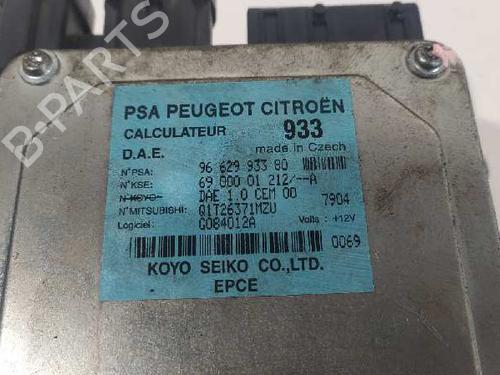 PSA PEUGEOT CITROËN
CALCULATEUR 933
D.A.E. made in Czech
N°PSA: 96 629 933 80
N°KSE: 69 000 01 212/--A
N°KOYO: DAE 1.0 CEM 00 7904
N°MITSUBISHI: Q1T26371MZU Volts : +12V
Logiciel: G084012A 0069
KOYO SEIKO CO.,LTD.
EPCE
B-PARTS